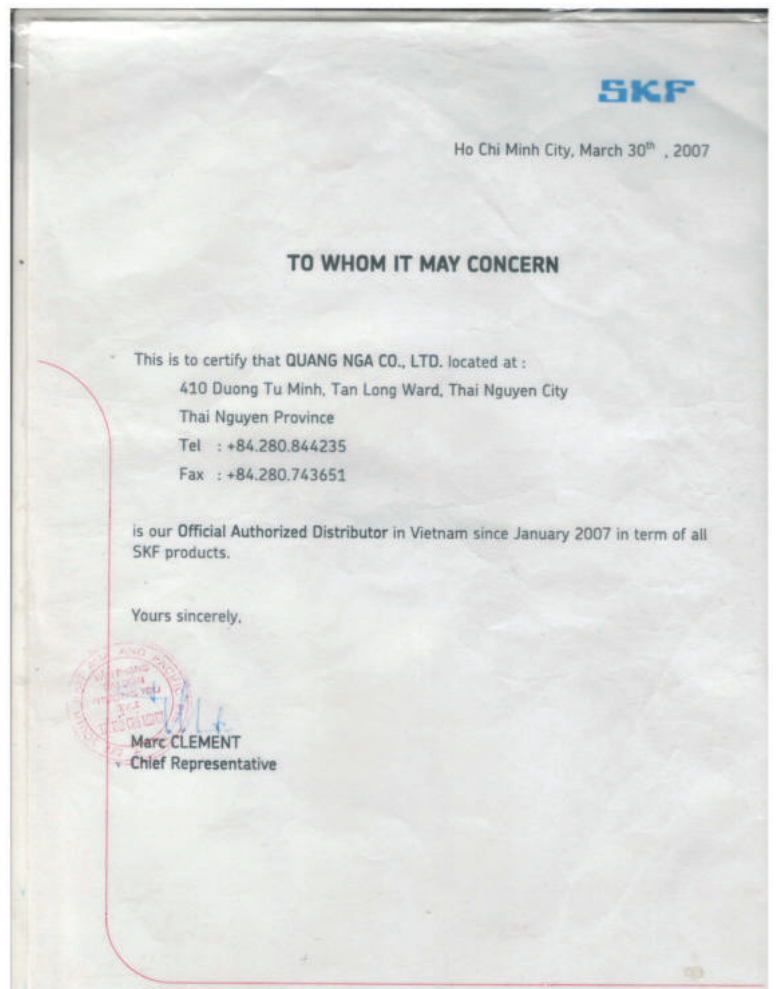 SKF
Ho Chi Minh City, March 30th , 2007
TO WHOM IT MAY CONCERN
This is to certify that QUANG NGA CO., LTD. located at :
410 Duong Tu Minh, Tan Long Ward, Thai Nguyen City
Thai Nguyen Province
Tel : +84.280.844235
Fax : +84.280.743651
is our Official Authorized Distributor in Vietnam since January 2007 in term of all
SKF products.
Yours sincerely,
AND PACIFIC
Marc CLEMENT
Chief Representative